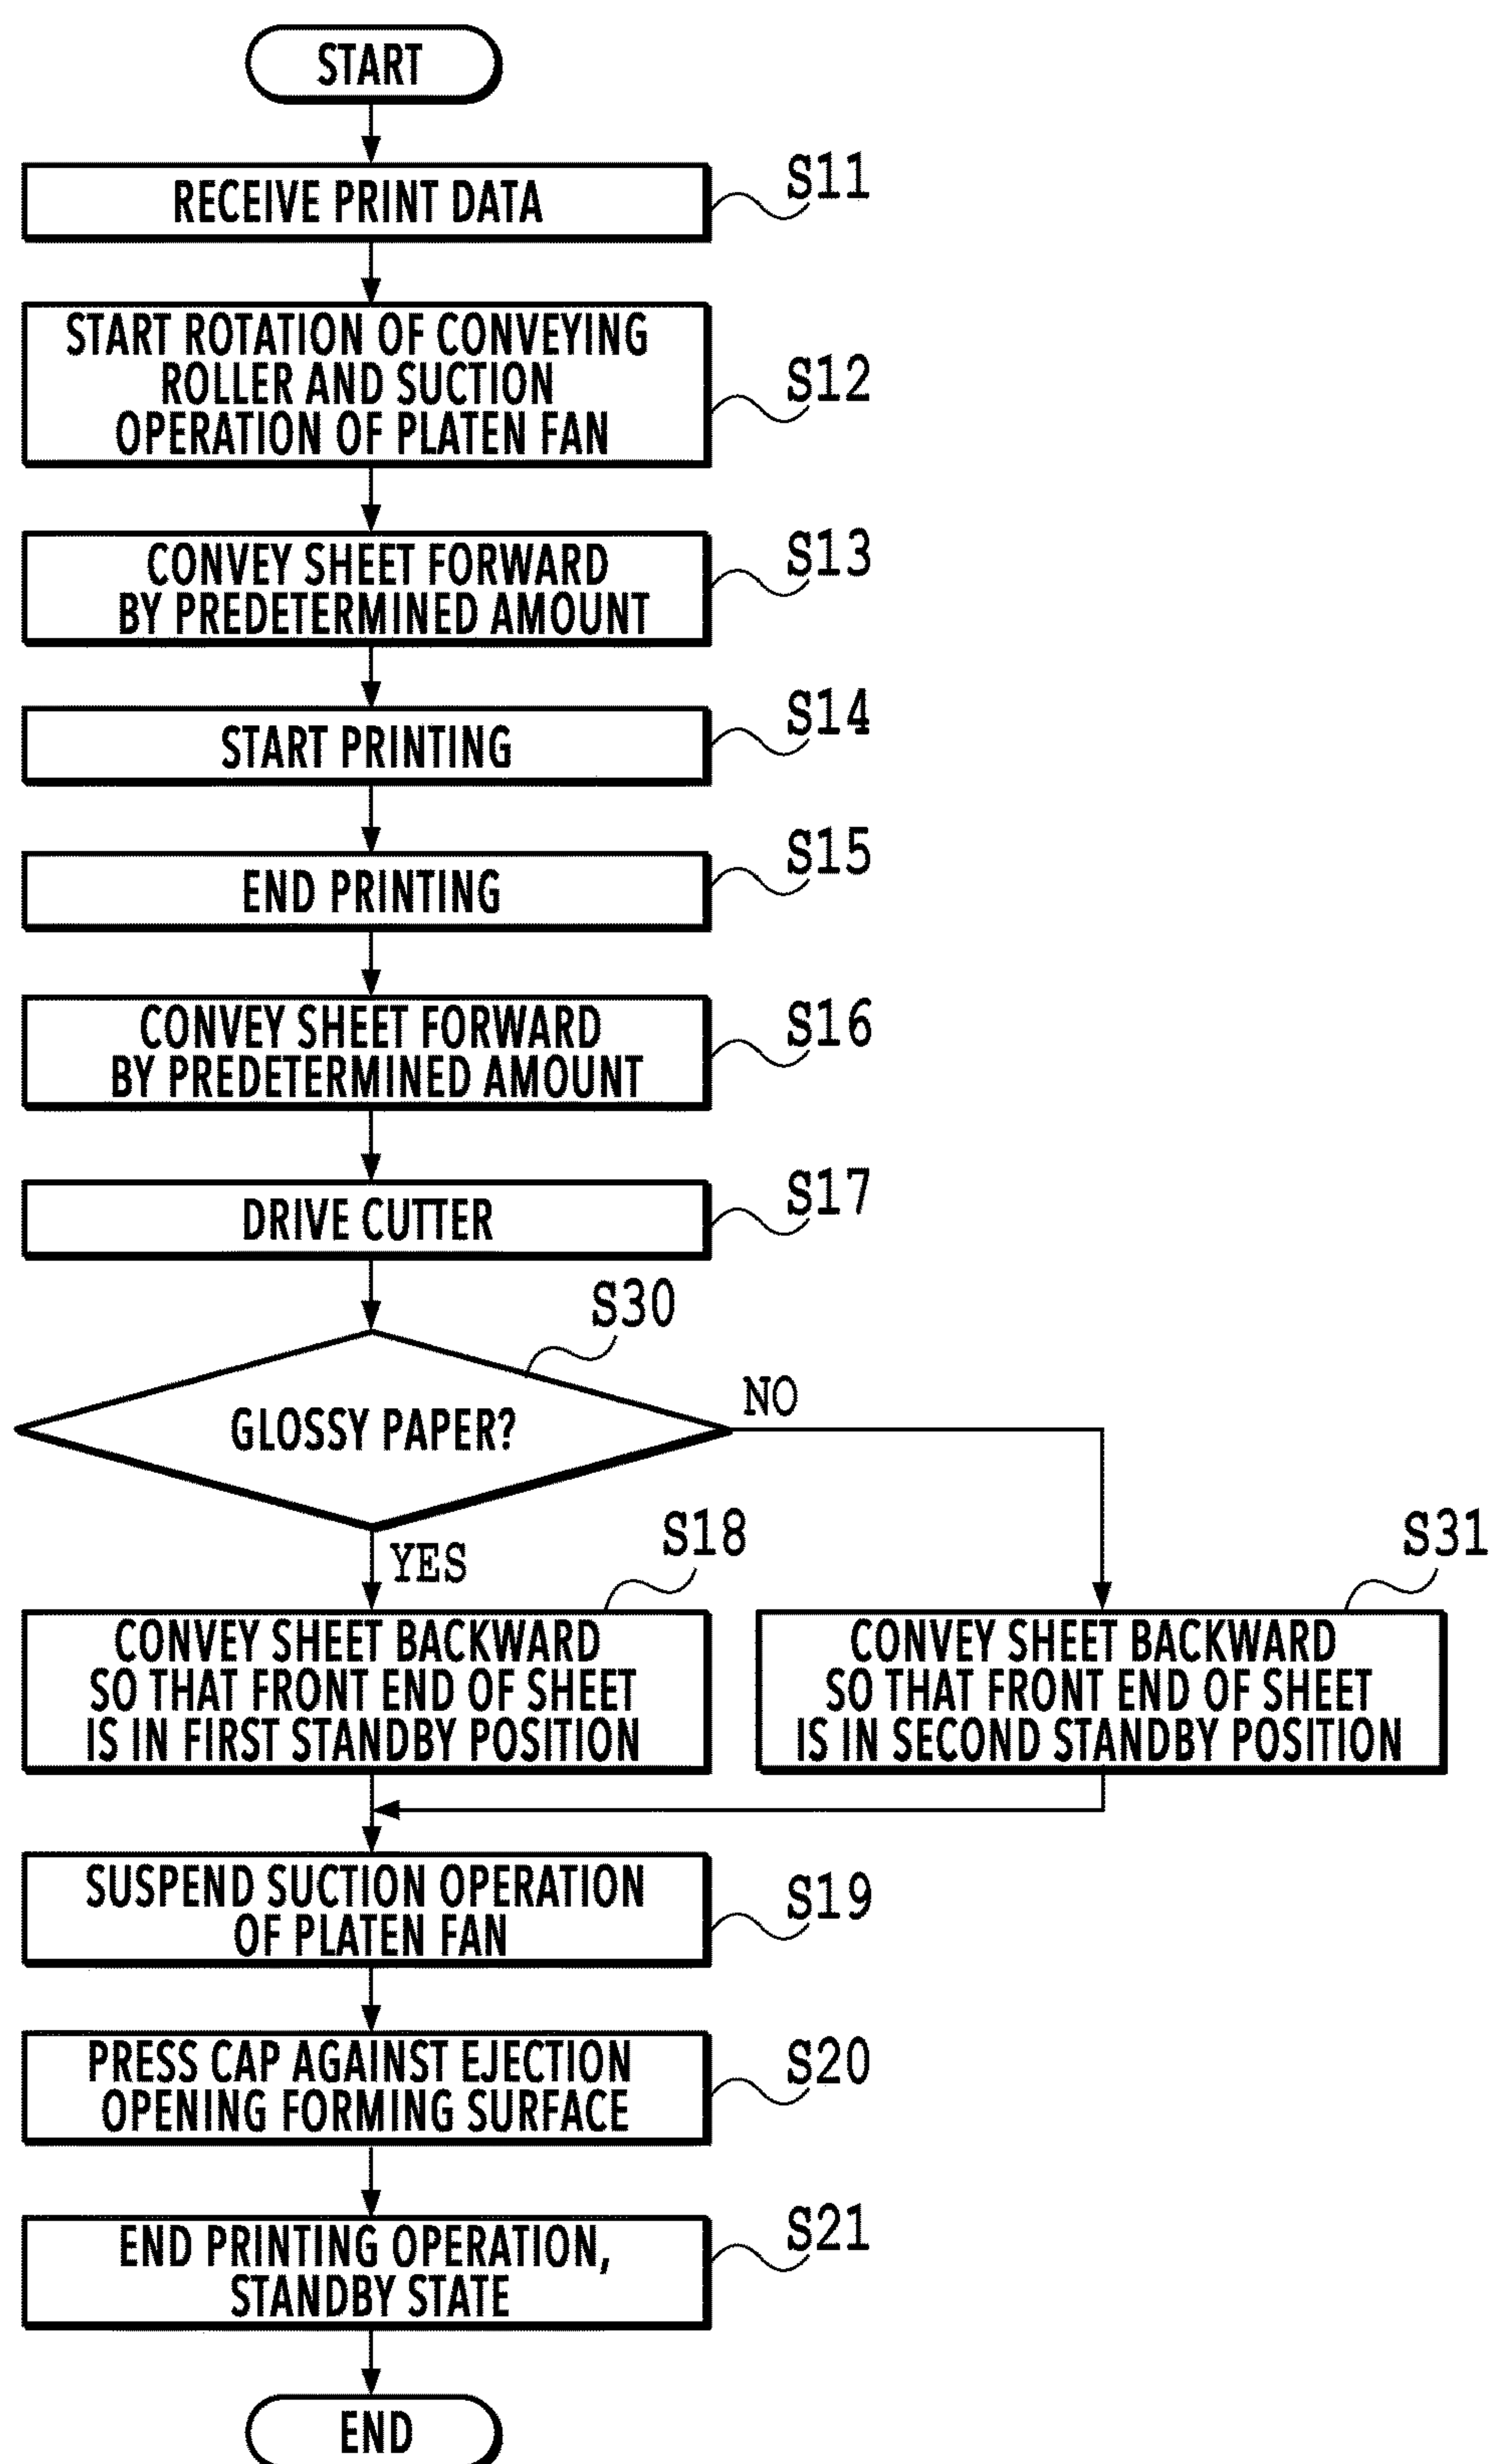 START
RECEIVE PRINT DATA
S11
START ROTATION OF CONVEYING
ROLLER AND SUCTION
OPERATION OF PLATEN FAN
S12
CONVEY SHEET FORWARD
BY PREDETERMINED AMOUNT
S13
START PRINTING
S14
END PRINTING
S15
CONVEY SHEET FORWARD
BY PREDETERMINED AMOUNT
S16
DRIVE CUTTER
S17
GLOSSY PAPER?
S30
NO
YES
CONVEY SHEET BACKWARD
SO THAT FRONT END OF SHEET
IS IN FIRST STANDBY POSITION
S18
CONVEY SHEET BACKWARD
SO THAT FRONT END OF SHEET
IS IN SECOND STANDBY POSITION
S31
SUSPEND SUCTION OPERATION
OF PLATEN FAN
S19
PRESS CAP AGAINST EJECTION
OPENING FORMING SURFACE
S20
END PRINTING OPERATION,
STANDBY STATE
S21
END